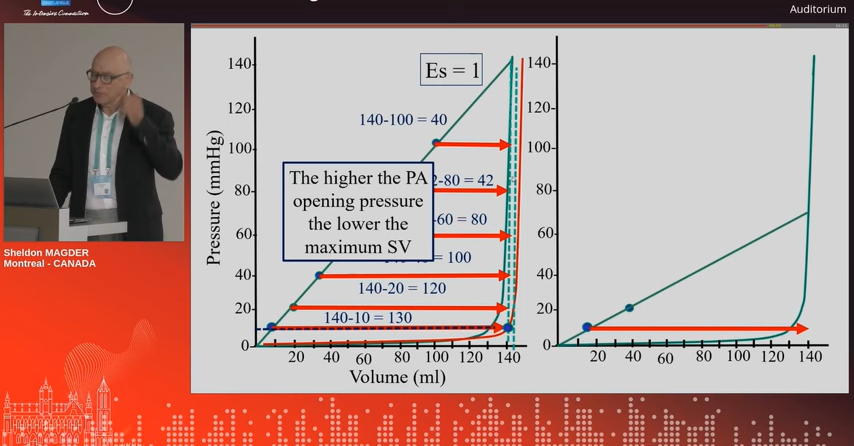 The Intensive Connection
Auditorium
Sheldon MAGDER
Montreal - CANADA
Es = 1
140-100 = 40
2-80 = 42
-60 = 80
= 100
140-20 = 120
140-10 = 130
The higher the PA
opening pressure
the lower the
maximum SV
Pressure (mmHg)
140
120
100
80
60
40
20
0
20 40 60 80 100 120 140
Volume (ml)
140
120
100
80
60
40
20
0
20 40 60 80 100 120 140